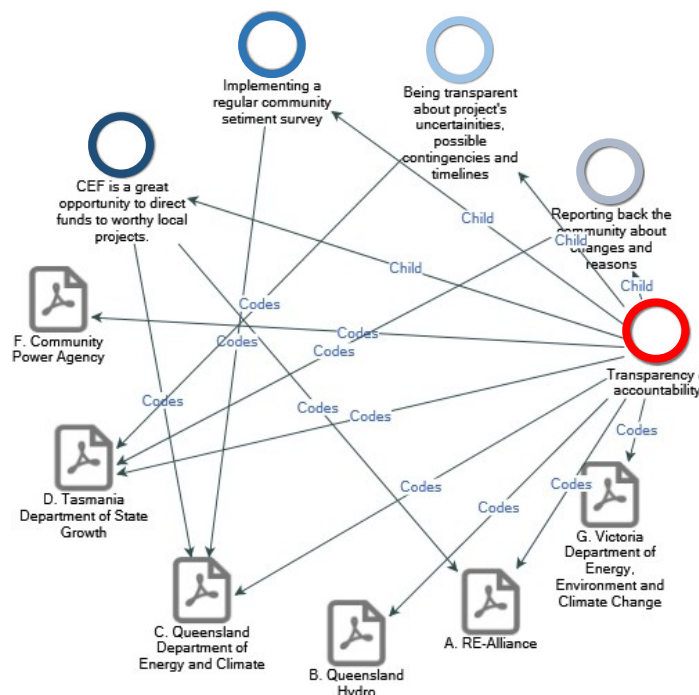 Implementing a
regular community
setiment survey
Being transparent
about project's
uncertainities,
possible
contingencies and
timelines
CEF is a great
opportunity to direct
funds to worthy local
projects.
Reporting back the
community about
changes and
reasons
Child
Child
Child
Child
Transparency
accountability
F. Community
Power Agency
Codes
Codes
Codes
Codes
Codes
Codes
Codes
Codes
Codes
Codes
Codes
D. Tasmania
Department of State
Growth
G. Victoria
Department of
Energy,
Environment and
Climate Change
C. Queensland
Department of
Energy and Climate
B. Queensland
Hydro
A. RE-Alliance